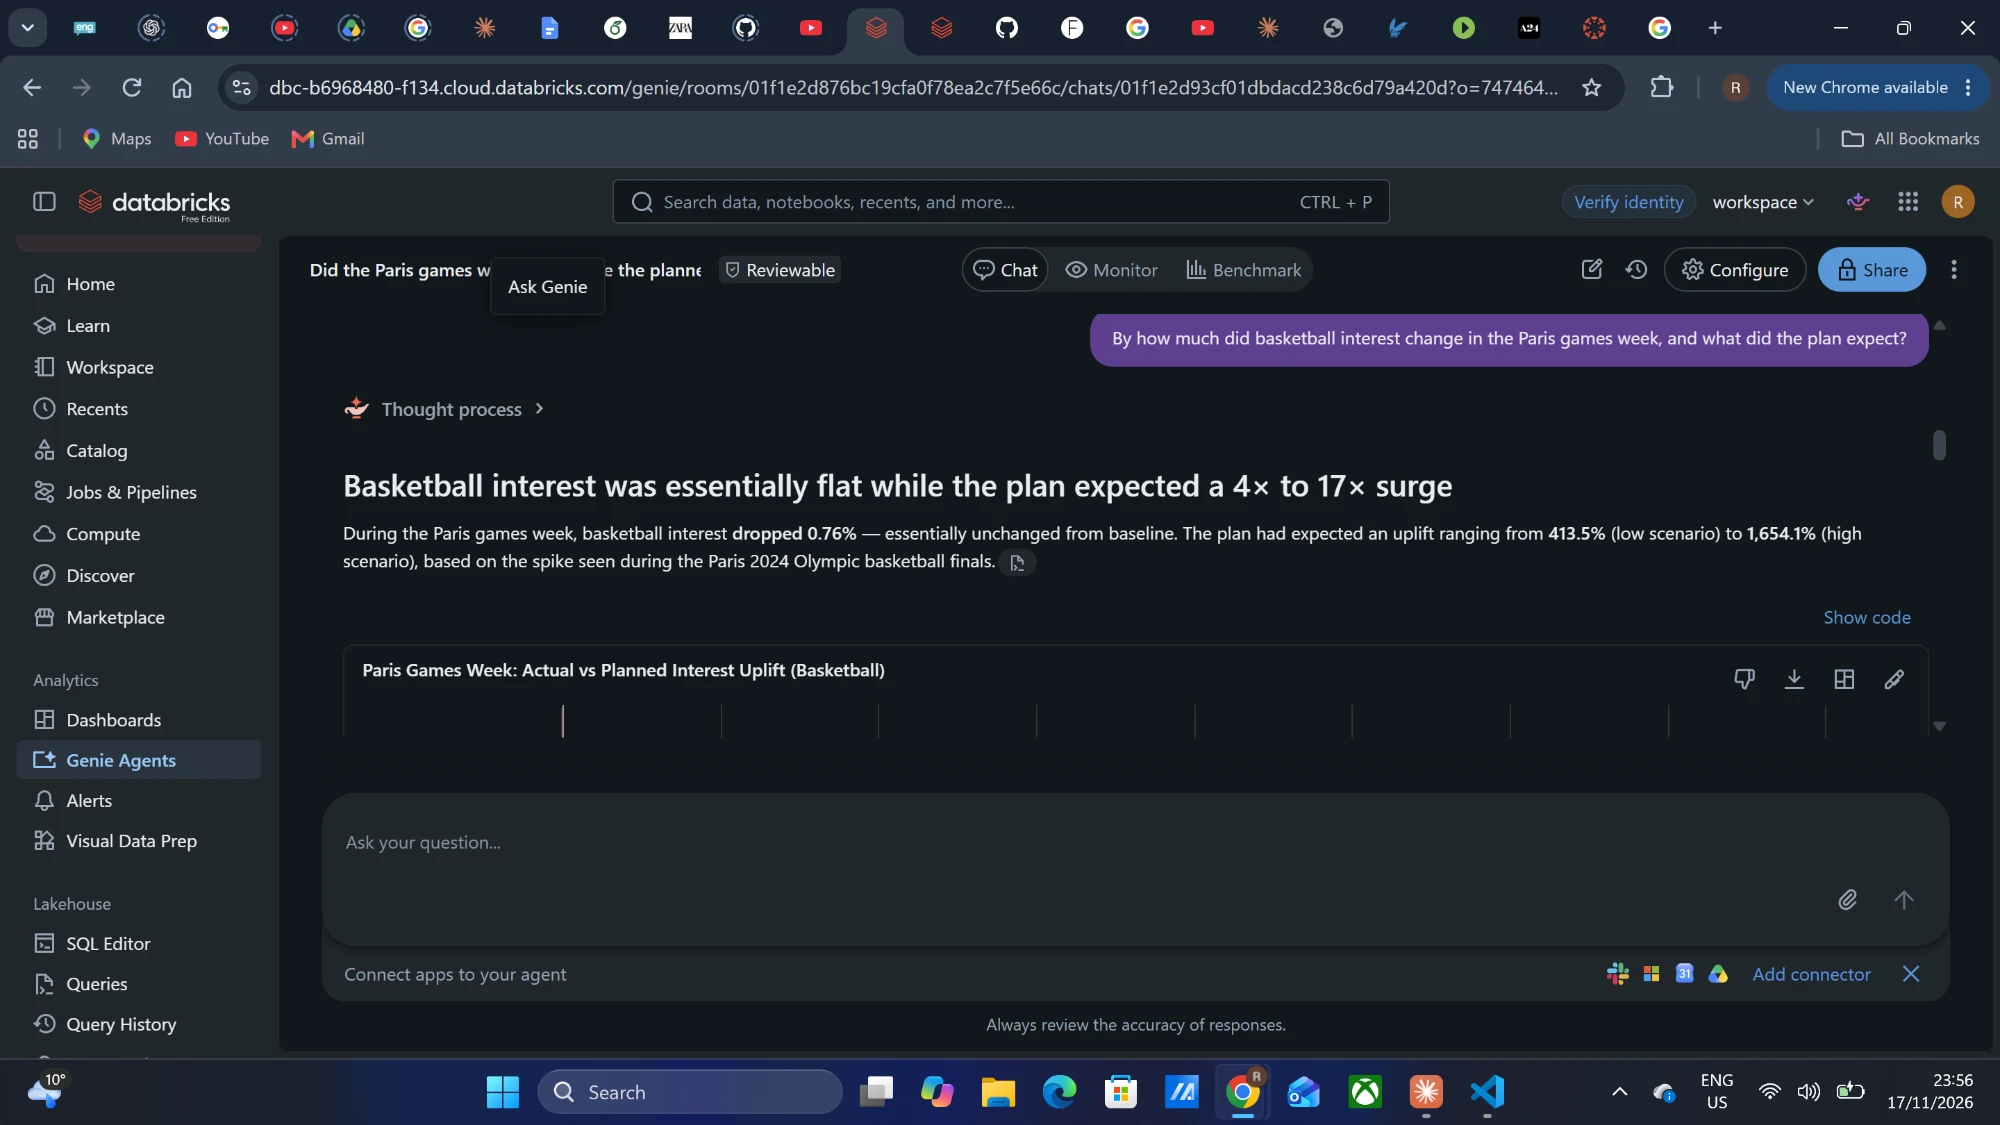 eng
ZARA
F
A24
dbc-b6968480-f134.cloud.databricks.com/genie/rooms/01f1e2d876bc19cfa0f78ea2c7f5e66c/chats/01f1e2d93cf01dbdacd238c6d79a420d?o=747464...
R
New Chrome available
Maps
YouTube
Gmail
All Bookmarks
databricks
Free Edition
Search data, notebooks, recents, and more...
CTRL + P
Verify identity
workspace
R
Home
Learn
Workspace
Recents
Catalog
Jobs & Pipelines
Compute
Discover
Marketplace
Analytics
Dashboards
Genie Agents
Alerts
Visual Data Prep
Lakehouse
SQL Editor
Queries
Query History
Did the Paris games w
e the planne
Ask Genie
Reviewable
Chat
Monitor
Benchmark
Configure
Share
By how much did basketball interest change in the Paris games week, and what did the plan expect?
Thought process
Basketball interest was essentially flat while the plan expected a 4× to 17× surge
During the Paris games week, basketball interest dropped 0.76% — essentially unchanged from baseline. The plan had expected an uplift ranging from 413.5% (low scenario) to 1,654.1% (high
scenario), based on the spike seen during the Paris 2024 Olympic basketball finals.
Show code
Paris Games Week: Actual vs Planned Interest Uplift (Basketball)
Ask your question...
Connect apps to your agent
31
Add connector
Always review the accuracy of responses.
10°
Search
R
ENG
US
23:56
17/11/2026